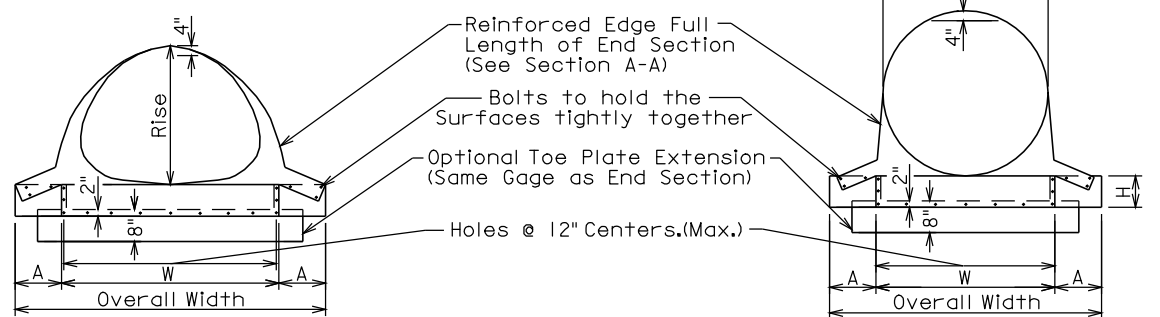 4"
Rise
2"
8"
A
W
A
Overall Width
Reinforced Edge Full
Length of End Section
(See Section A-A)
Bolts to hold the
Surfaces tightly together
Optional Toe Plate Extension
(Same Gage as End Section)
Holes @ 12" Centers.(Max.)
4"
2"
8"
H
A
W
A
Overall Width